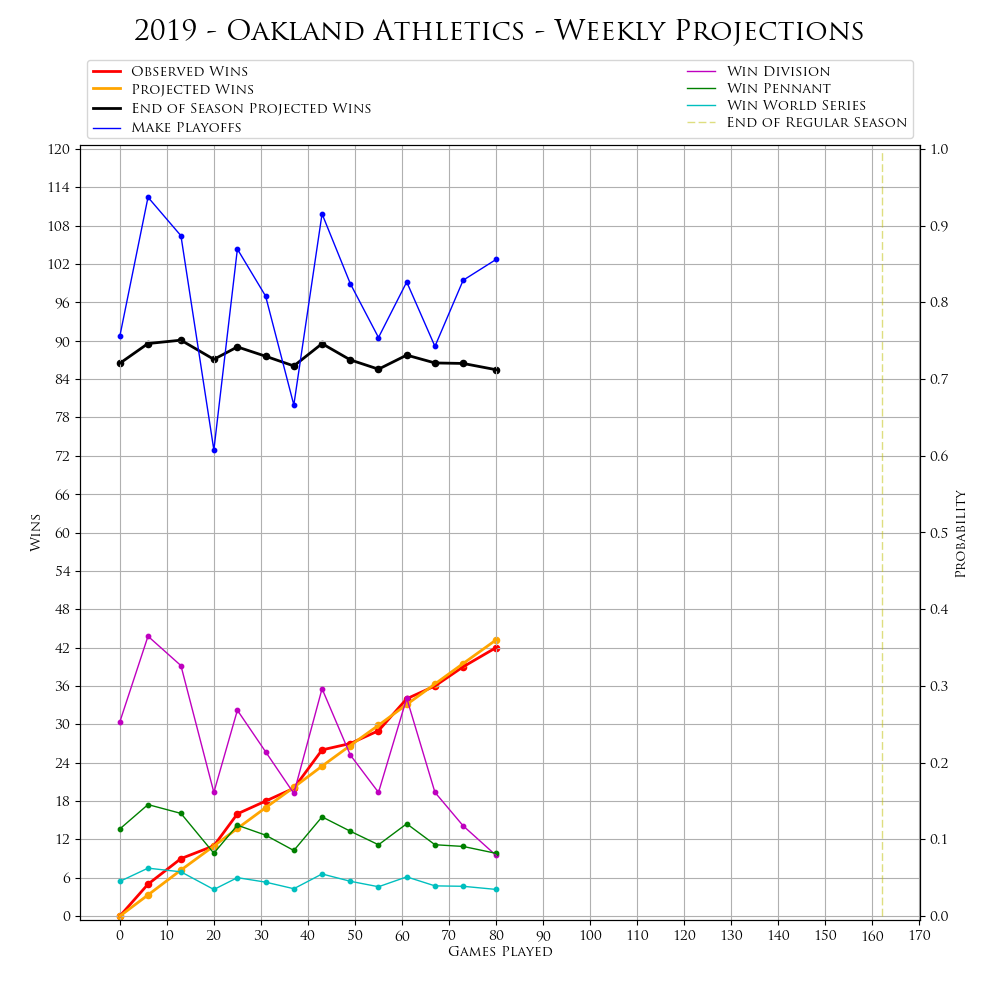 2019 - Oakland Athletics - Weekly Projections
Observed Wins
Projected Wins
End of Season Projected Wins
Make Playoffs
Win Division
Win Pennant
Win World Series
End of Regular Season
120
114
108
102
96
90
84
78
72
66
60
54
48
42
36
30
24
18
12
6
0
Wins
1.0
0.9
0.8
0.7
0.6
0.5
0.4
0.3
0.2
0.1
0.0
Probability
0 10 20 30 40 50 60 70 80 90 100 110 120 130 140 150 160 170
Games Played